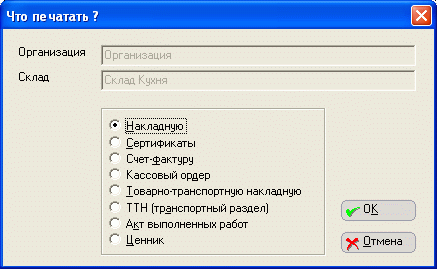 Что печатать ?
Организация Организация
Склад Склад Кухня
Накладную
Сертификаты
Счет-фактуру
Кассовый ордер
Товарно-транспортную накладную
ТТН (транспортный раздел)
Акт выполненных работ
Ценник
OK
Отмена